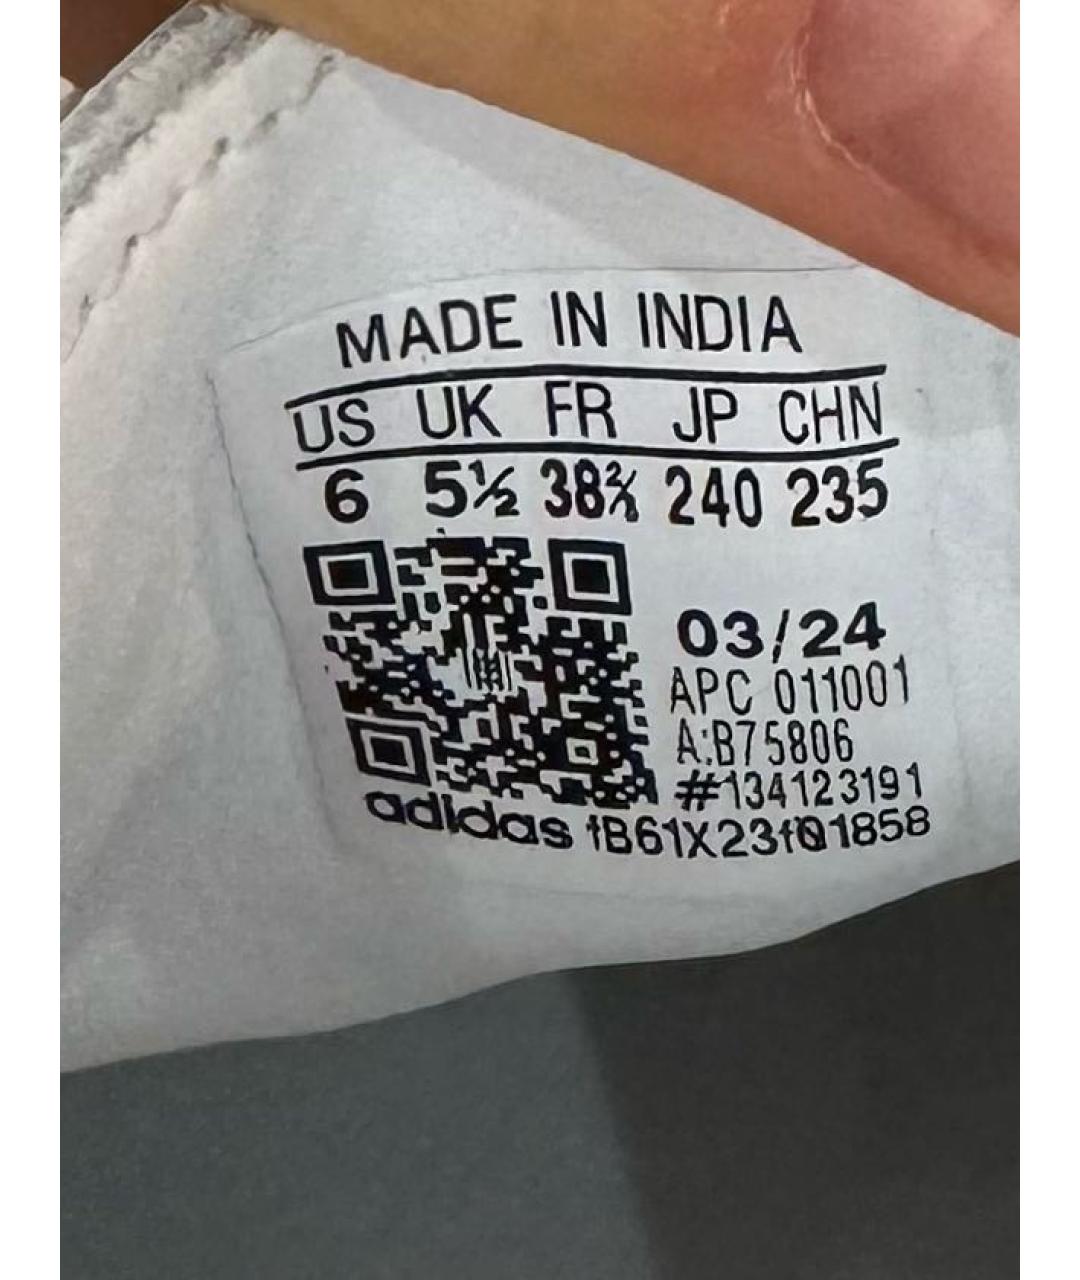 MADE IN INDIA
US UK FR JP CHN
6 5½ 38⅔ 240 235
03/24
APC 011001
A:B75806
#134123191
adidas fB61X23f01858